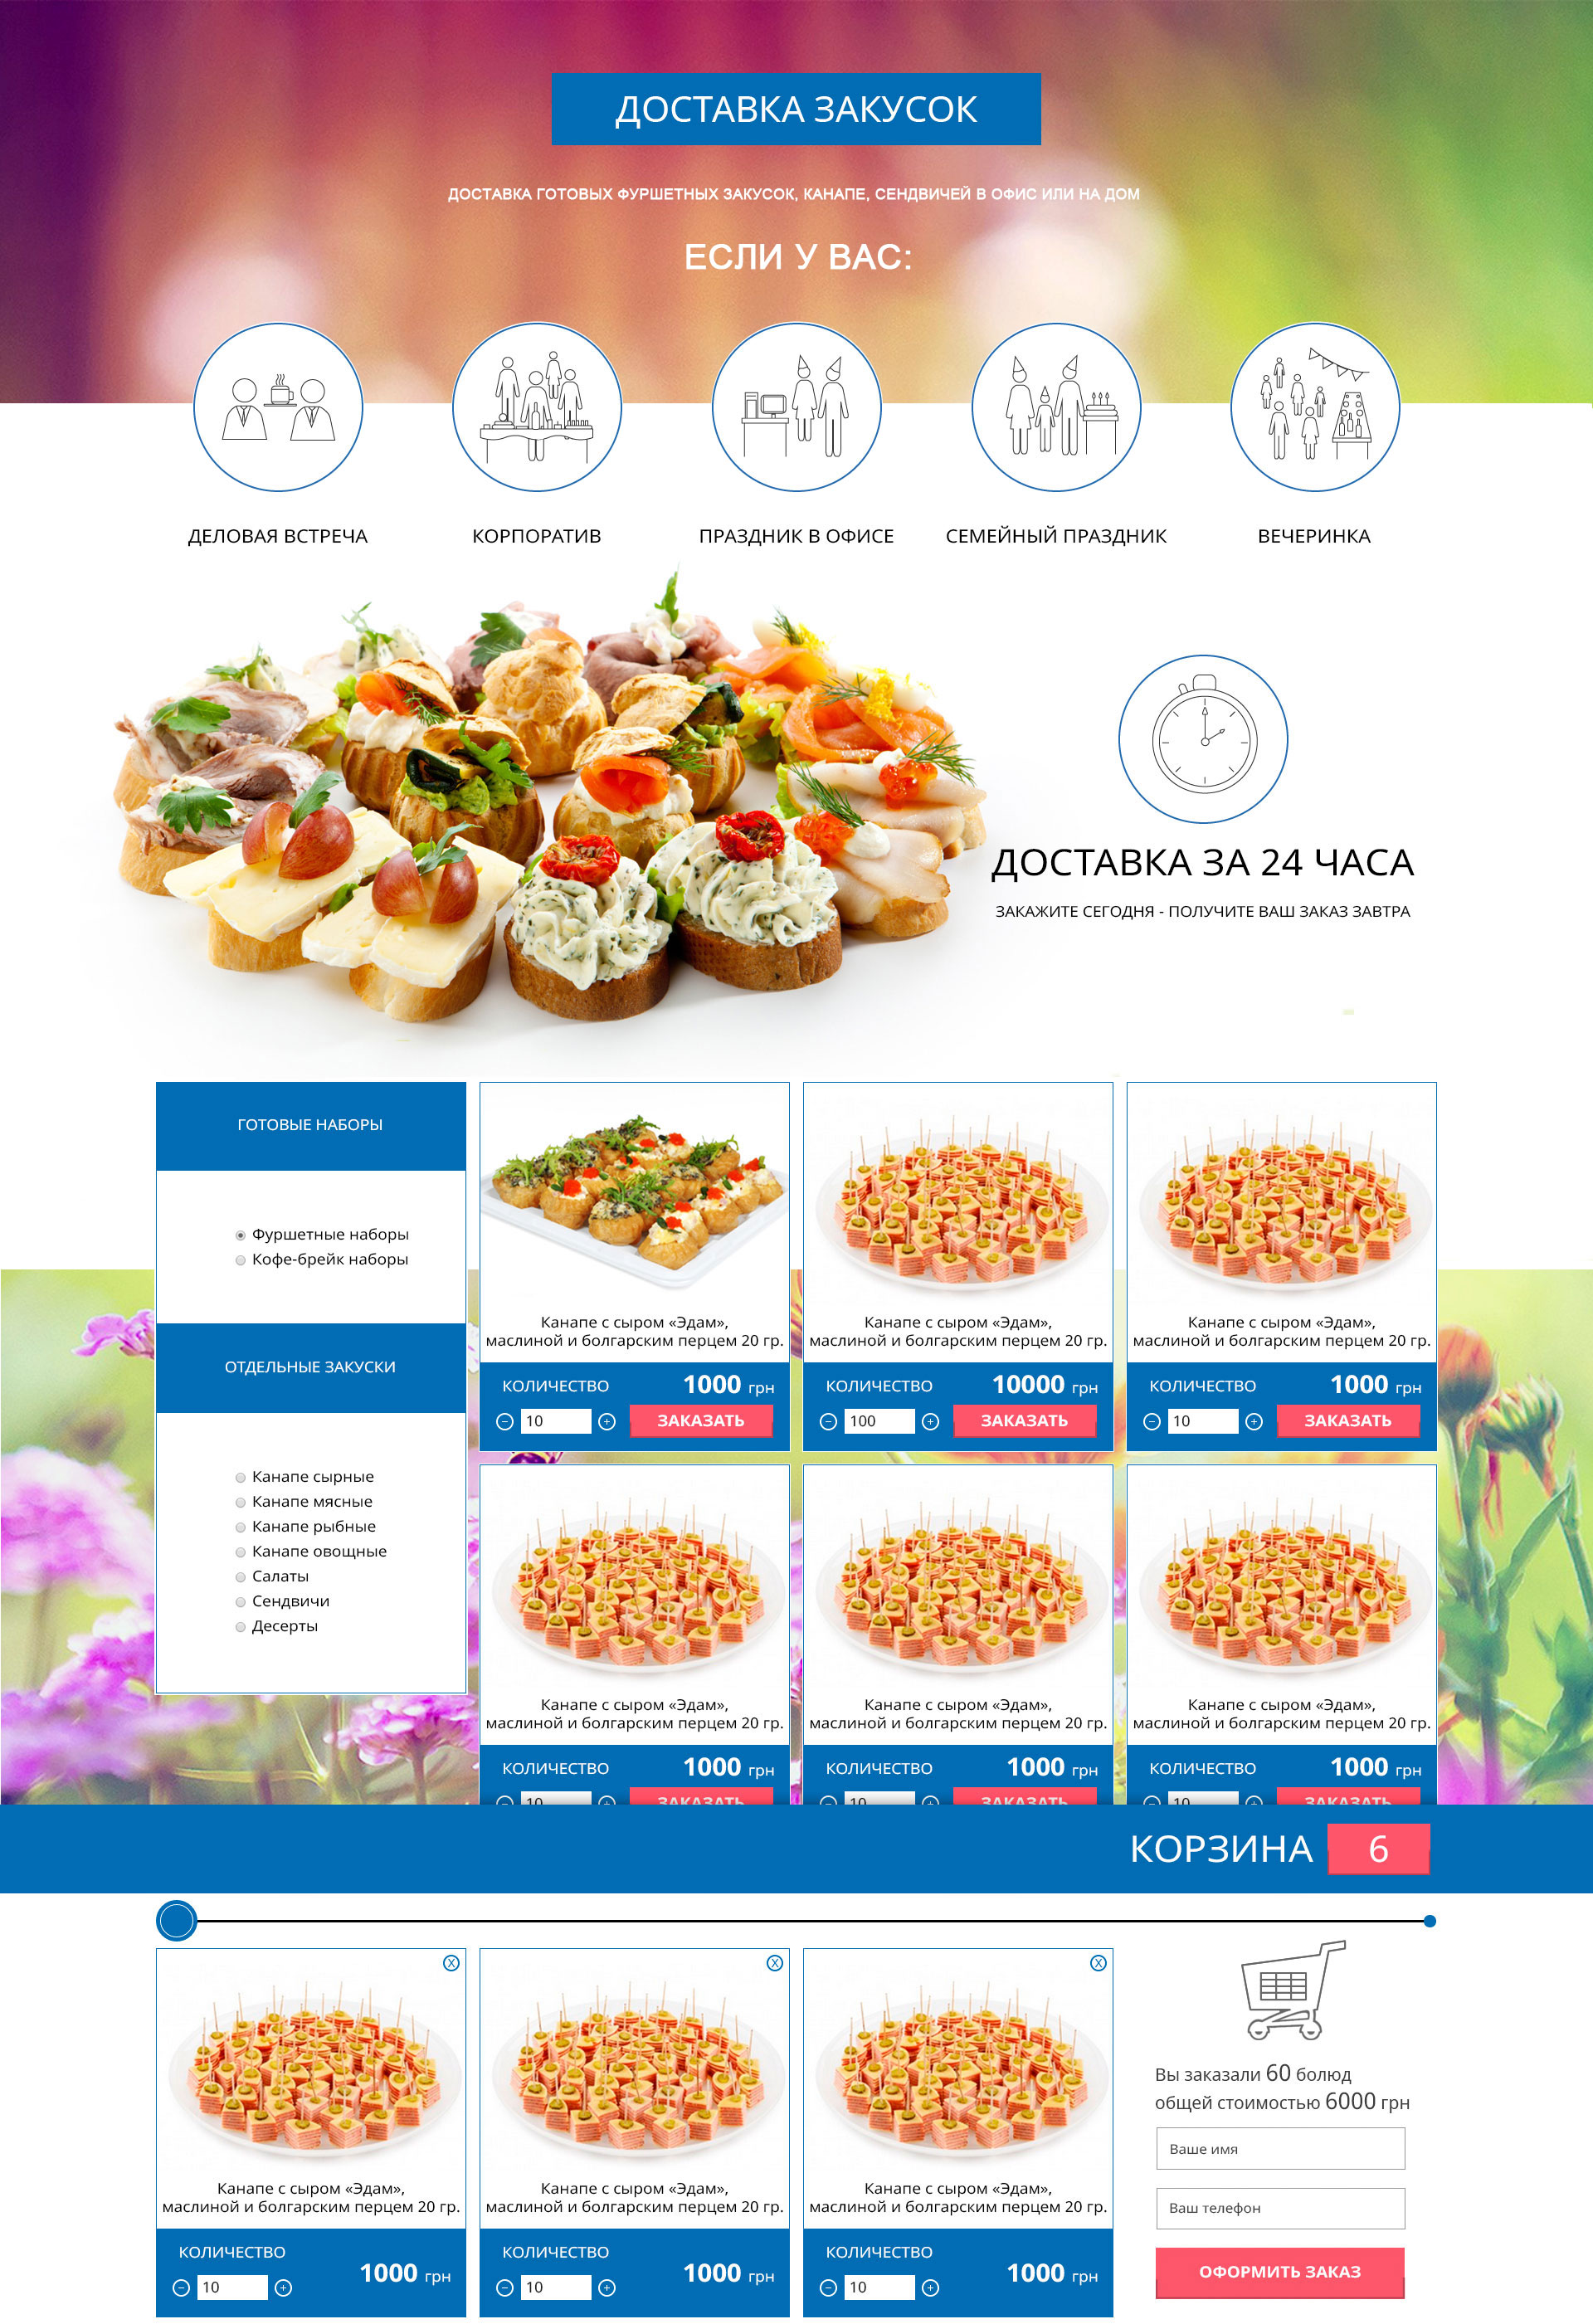 ДОСТАВКА ЗАКУСОК
ДОСТАВКА ГОТОВЫХ ФУРШЕТНЫХ ЗАКУСОК, КАНАПЕ, СЕНДВИЧЕЙ В ОФИС ИЛИ НА ДОМ
ЕСЛИ У ВАС:
ДЕЛОВАЯ ВСТРЕЧА
КОРПОРАТИВ
ПРАЗДНИК В ОФИСЕ
СЕМЕЙНЫЙ ПРАЗДНИК
ВЕЧЕРИНКА
ДОСТАВКА ЗА 24 ЧАСА
ЗАКАЖИТЕ СЕГОДНЯ - ПОЛУЧИТЕ ВАШ ЗАКАЗ ЗАВТРА
ГОТОВЫЕ НАБОРЫ
Фуршетные наборы
Кофе-брейк наборы
ОТДЕЛЬНЫЕ ЗАКУСКИ
Канапе сырные
Канапе мясные
Канапе рыбные
Канапе овощные
Салаты
Сендвичи
Десерты
Канапе с сыром «Эдам»,
маслиной и болгарским перцем 20 гр.
КОЛИЧЕСТВО 1000 грн
10 ЗАКАЗАТЬ
Канапе с сыром «Эдам»,
маслиной и болгарским перцем 20 гр.
КОЛИЧЕСТВО 10000 грн
100 ЗАКАЗАТЬ
Канапе с сыром «Эдам»,
маслиной и болгарским перцем 20 гр.
КОЛИЧЕСТВО 1000 грн
10 ЗАКАЗАТЬ
Канапе с сыром «Эдам»,
маслиной и болгарским перцем 20 гр.
КОЛИЧЕСТВО 1000 грн
10 ЗАКАЗАТЬ
Канапе с сыром «Эдам»,
маслиной и болгарским перцем 20 гр.
КОЛИЧЕСТВО 1000 грн
10 ЗАКАЗАТЬ
Канапе с сыром «Эдам»,
маслиной и болгарским перцем 20 гр.
КОЛИЧЕСТВО 1000 грн
10 ЗАКАЗАТЬ
КОРЗИНА 6
X
Канапе с сыром «Эдам»,
маслиной и болгарским перцем 20 гр.
КОЛИЧЕСТВО
10 1000 грн
X
Канапе с сыром «Эдам»,
маслиной и болгарским перцем 20 гр.
КОЛИЧЕСТВО
10 1000 грн
X
Канапе с сыром «Эдам»,
маслиной и болгарским перцем 20 гр.
КОЛИЧЕСТВО
10 1000 грн
Вы заказали 60 болюд
общей стоимостью 6000 грн
Ваше имя
Ваш телефон
ОФОРМИТЬ ЗАКАЗ